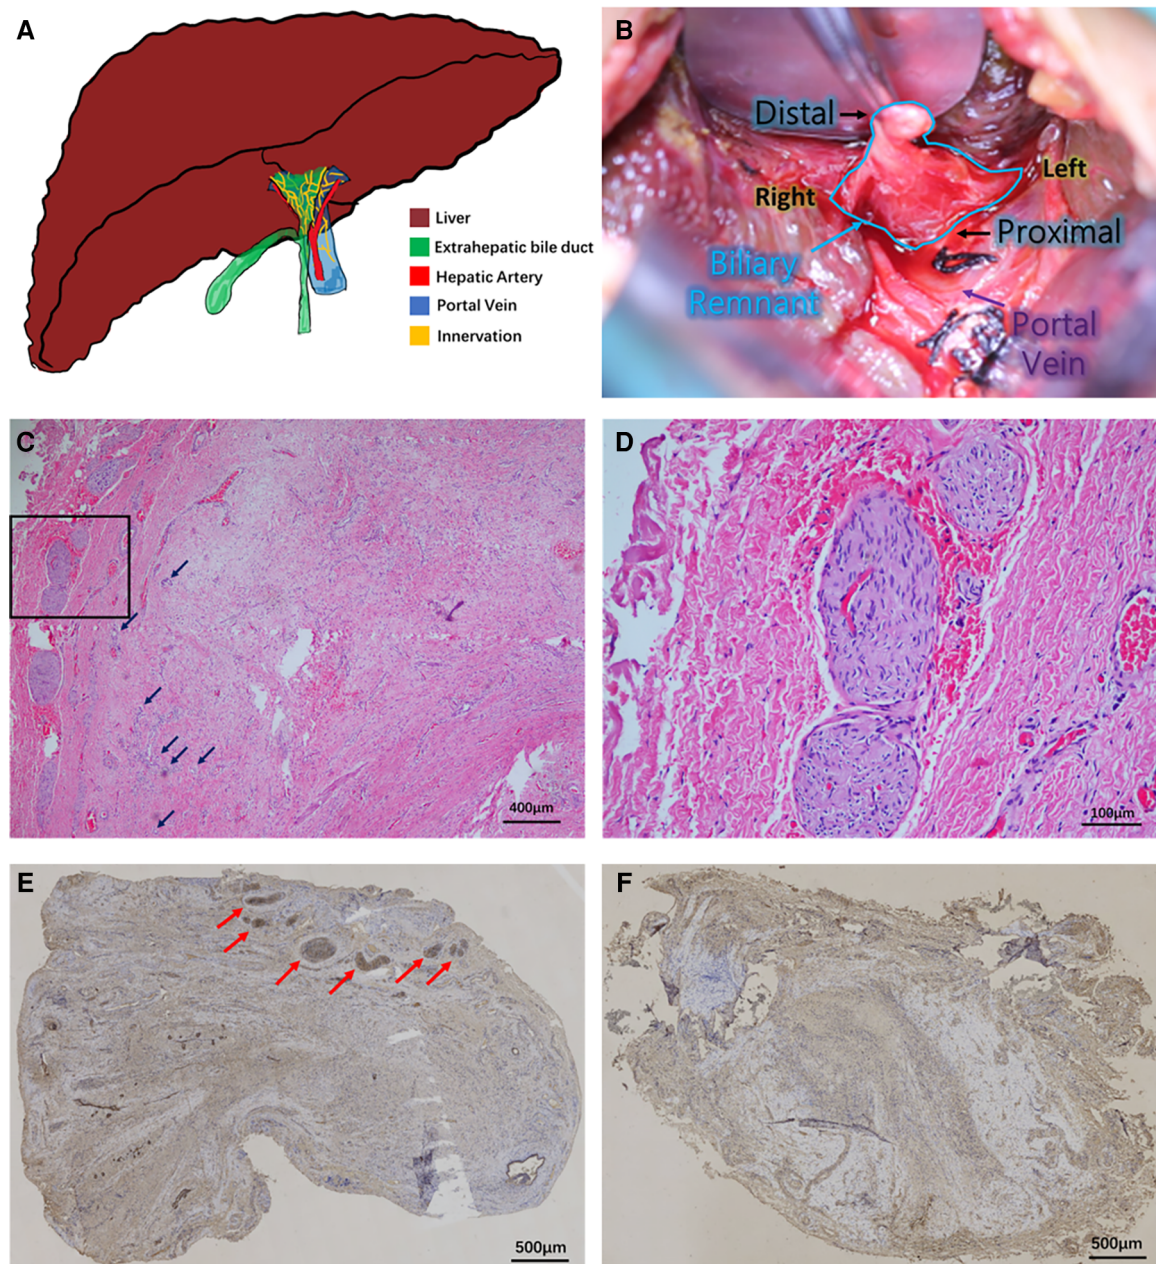 A
Liver
Extrahepatic bile duct
Hepatic Artery
Portal Vein
Innervation
B
Distal
Right
Left
Proximal
Biliary
Remnant
Portal
Vein
C
400μm
D
100μm
E
500μm
F
500μm